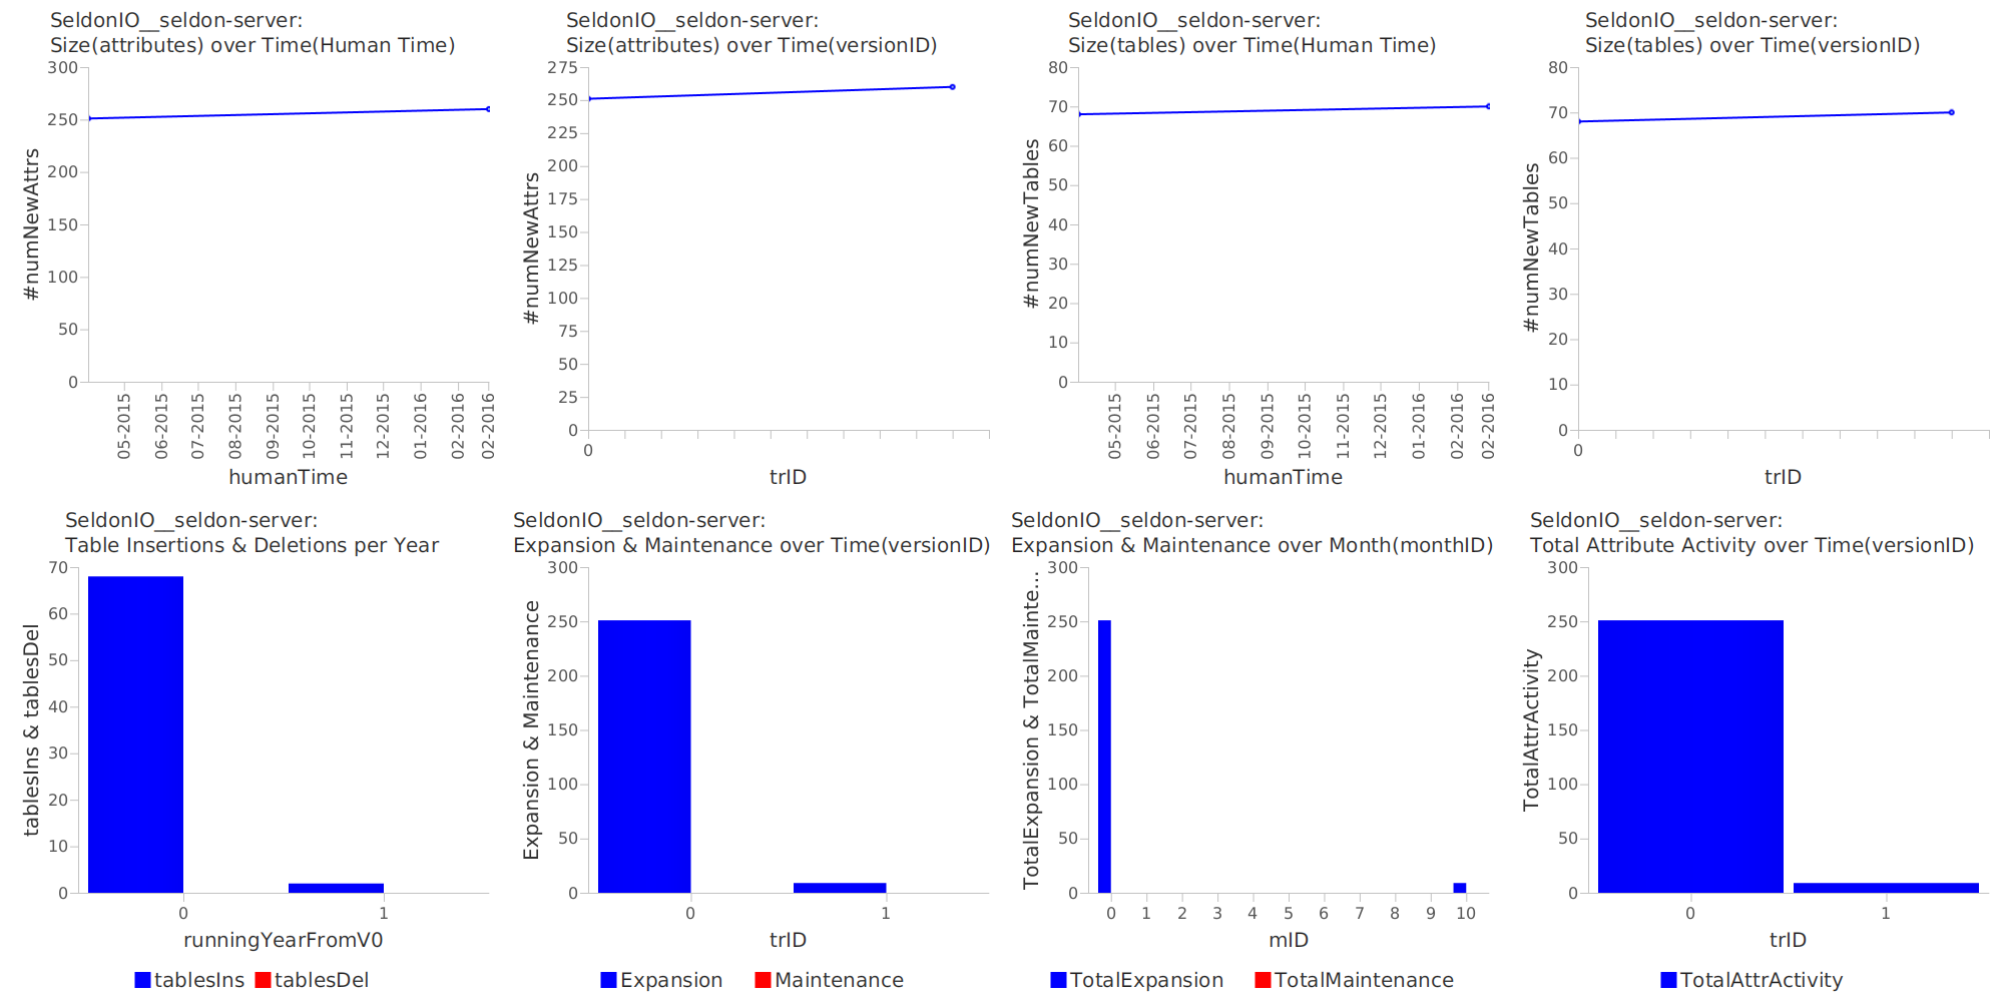 SeldonIO__seldon-server:
Size(attributes) over Time(Human Time)
300
250
200
150
100
50
0
#numNewAttrs
05-2015
06-2015
07-2015
08-2015
09-2015
10-2015
11-2015
12-2015
01-2016
02-2016
02-2016
humanTime
SeldonIO__seldon-server:
Size(attributes) over Time(versionID)
275
250
225
200
175
150
125
100
75
50
25
0
#numNewAttrs
0
trID
SeldonIO__seldon-server:
Size(tables) over Time(Human Time)
80
70
60
50
40
30
20
10
0
#numNewTables
05-2015
06-2015
07-2015
08-2015
09-2015
10-2015
11-2015
12-2015
01-2016
02-2016
02-2016
humanTime
SeldonIO__seldon-server:
Size(tables) over Time(versionID)
80
70
60
50
40
30
20
10
0
#numNewTables
0
trID
SeldonIO__seldon-server:
Table Insertions & Deletions per Year
70
60
50
40
30
20
10
0
tablesIns & tablesDel
0 1
runningYearFromV0
tablesIns tablesDel
SeldonIO__seldon-server:
Expansion & Maintenance over Time(versionID)
300
250
200
150
100
50
0
Expansion & Maintenance
0 1
trID
Expansion Maintenance
SeldonIO__seldon-server:
Expansion & Maintenance over Month(monthID)
300
250
200
150
100
50
0
TotalExpansion & TotalMainte...
0 1 2 3 4 5 6 7 8 9 10
mID
TotalExpansion TotalMaintenance
SeldonIO__seldon-server:
Total Attribute Activity over Time(versionID)
300
250
200
150
100
50
0
TotalAttrActivity
0 1
trID
TotalAttrActivity